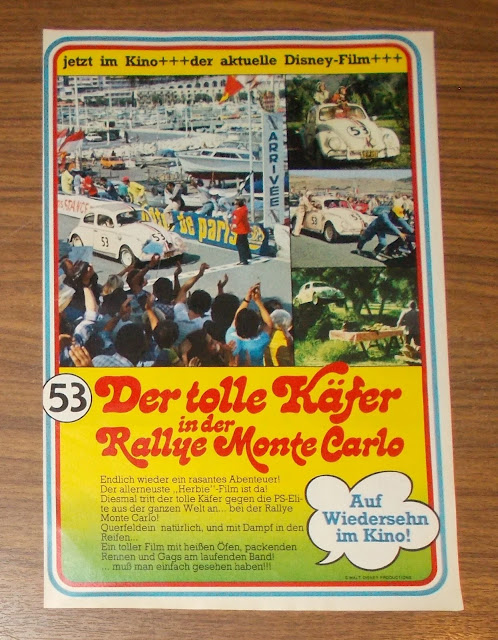 jetzt im Kino+++der aktuelle Disney-Film+++
ARRIVEE
53
53
de paris
53
53
53
Der tolle Käfer
in der
Rallye Monte Carlo
Endlich wieder ein rasantes Abenteuer!
Der allerneuste „Herbie"-Film ist da!
Diesmal tritt der tolle Käfer gegen die PS-Eli-
te aus der ganzen Welt an... bei der Rallye
Monte Carlo!
Querfeldein natürlich, und mit Dampf in den
Reifen...
Ein toller Film mit heißen Öfen, packenden
Rennen und Gags am laufenden Band!
... muß man einfach gesehen haben!!!
Auf
Wiedersehn
im Kino!
© WALT DISNEY PRODUCTIONS